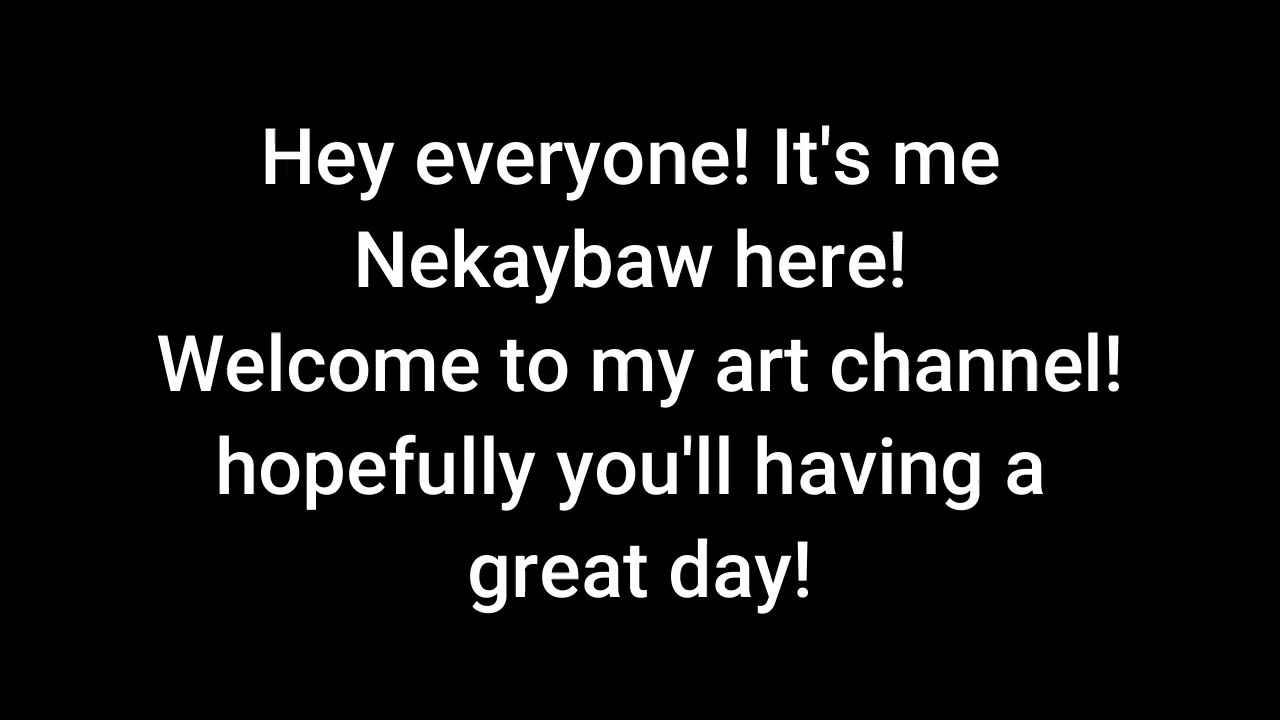 Hey everyone! It's me
Nekaybaw here!
Welcome to my art channel!
hopefully you'll having a
great day!